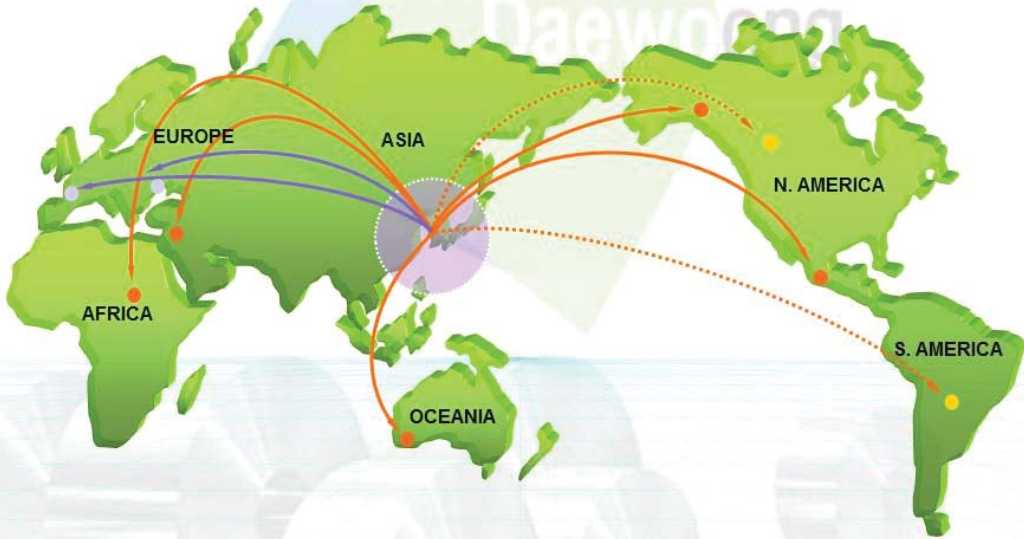 Daewoong
EUROPE
ASIA
N. AMERICA
AFRICA
S. AMERICA
OCEANIA